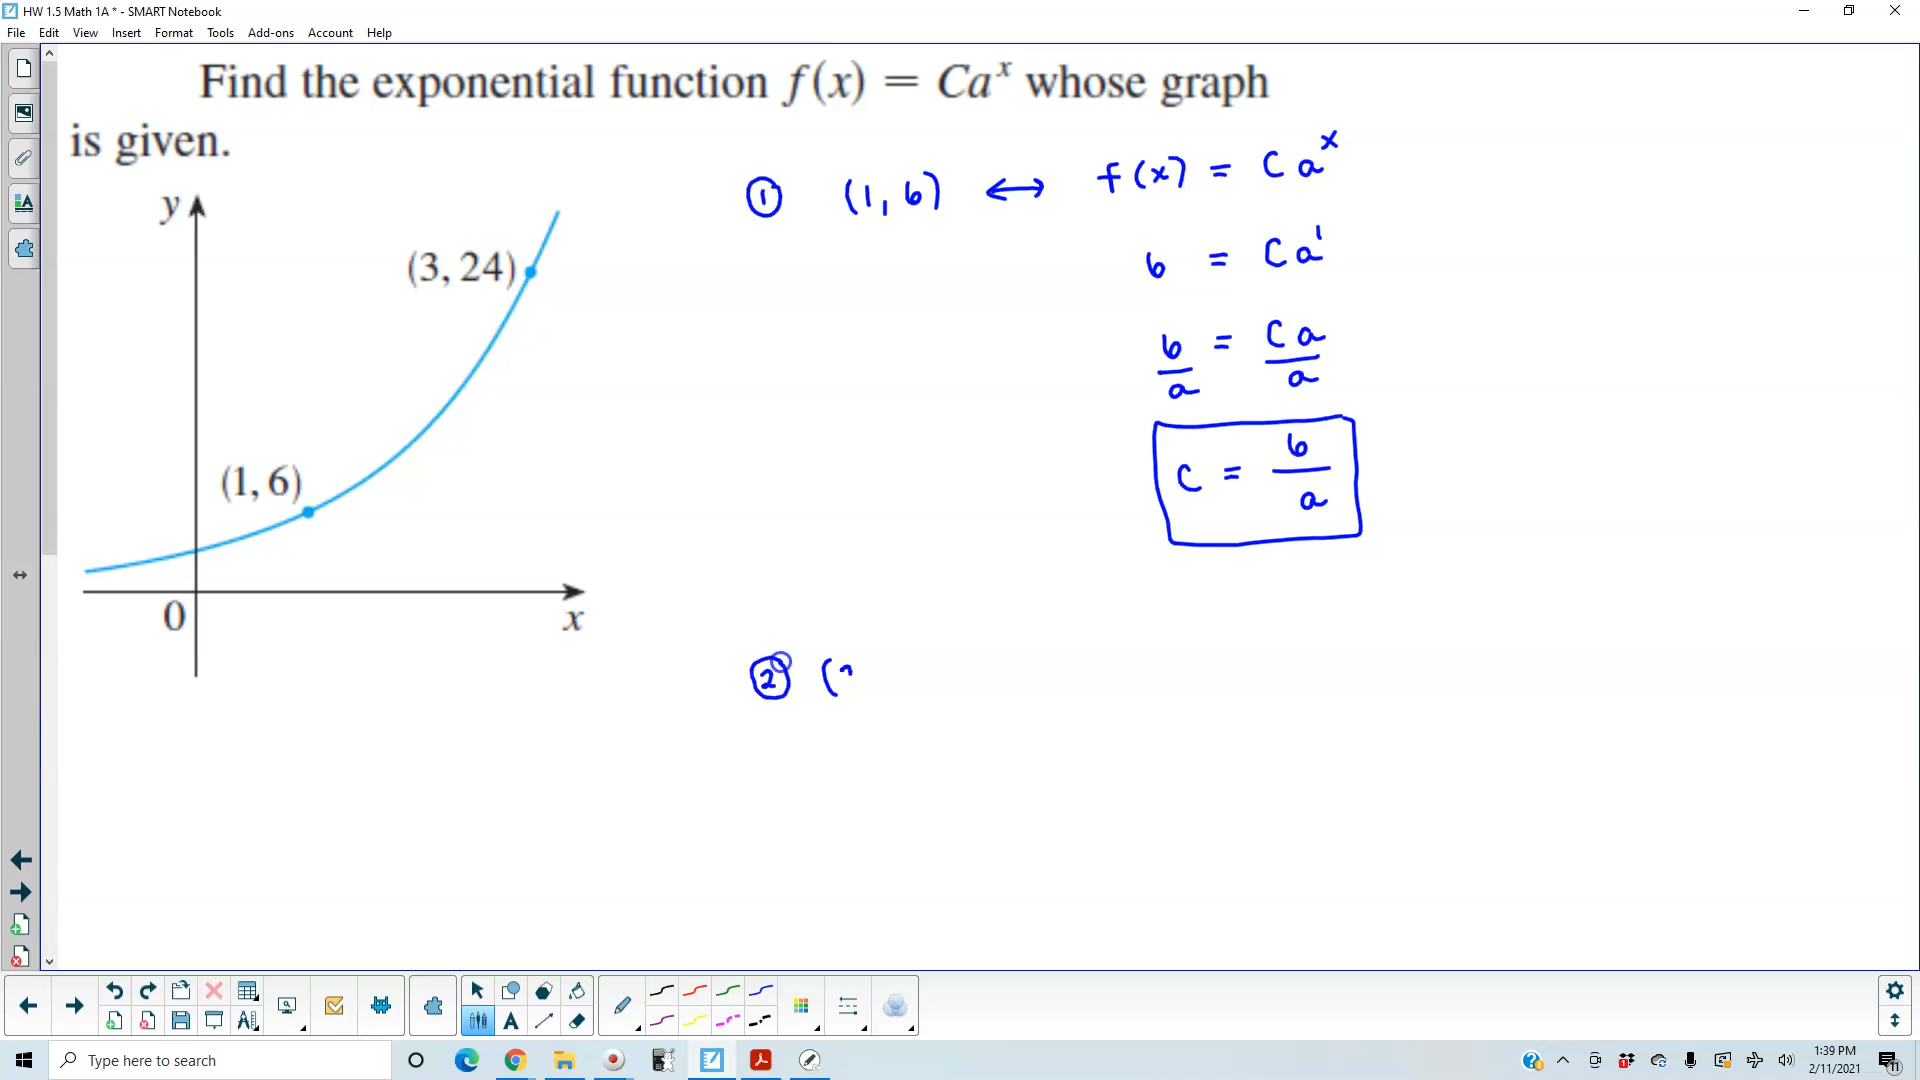 HW 1.5 Math 1A * - SMART Notebook
File Edit View Insert Format Tools Add-ons Account Help
Find the exponential function f(x) = Ca^x whose graph
is given.
y
(3, 24)
(1, 6)
0
x
① (1, 6) ↔ f(x) = Ca^x
6 = Ca^1
6/a = Ca/a
C = 6/a
② (
Type here to search
1:39 PM
2/11/2021
11